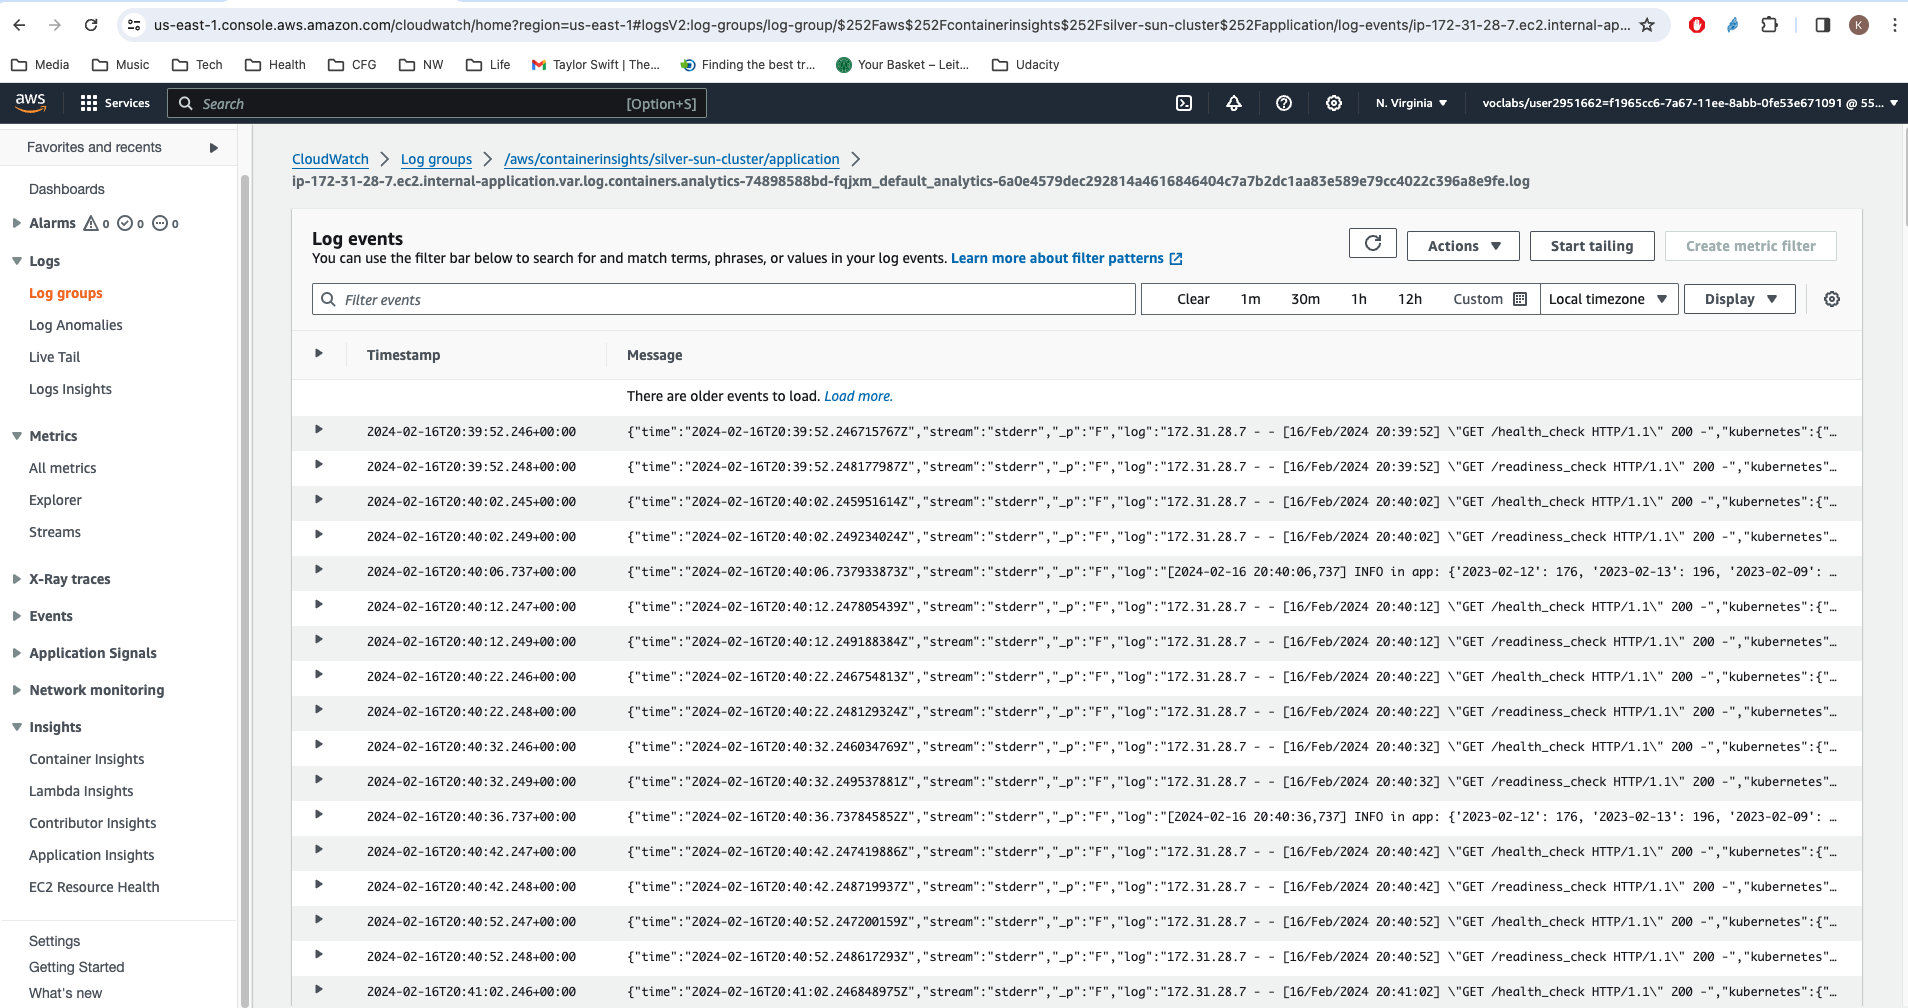 us-east-1.console.aws.amazon.com/cloudwatch/home?region=us-east-1#logsV2:log-groups/log-group/$252Faws$252Fcontainerinsights$252Fsilver-sun-cluster$252Fapplication/log-events/ip-172-31-28-7.ec2.internal-ap... K
Media Music Tech Health CFG NW Life Taylor Swift | The... Finding the best tr... Your Basket – Leit... Udacity
aws Services Search [Option+S] N. Virginia voclabs/user2951662=f1965cc6-7a67-11ee-8abb-0fe53e671091 @ 55...
Favorites and recents
Dashboards
Alarms 0 0 0
Logs
Log groups
Log Anomalies
Live Tail
Logs Insights
Metrics
All metrics
Explorer
Streams
X-Ray traces
Events
Application Signals
Network monitoring
Insights
Container Insights
Lambda Insights
Contributor Insights
Application Insights
EC2 Resource Health
Settings
Getting Started
What's new
CloudWatch Log groups /aws/containerinsights/silver-sun-cluster/application
ip-172-31-28-7.ec2.internal-application.var.log.containers.analytics-74898588bd-fqjxm_default_analytics-6a0e4579dec292814a4616846404c7a7b2dc1aa83e589e79cc4022c396a8e9fe.log
Log events
You can use the filter bar below to search for and match terms, phrases, or values in your log events. Learn more about filter patterns
Actions Start tailing Create metric filter
Filter events Clear 1m 30m 1h 12h Custom Local timezone Display
Timestamp Message
There are older events to load. Load more.
2024-02-16T20:39:52.246+00:00 {"time":"2024-02-16T20:39:52.246715767Z","stream":"stderr","_p":"F","log":"172.31.28.7 - - [16/Feb/2024 20:39:52] \"GET /health_check HTTP/1.1\" 200 -","kubernetes":{"…
2024-02-16T20:39:52.248+00:00 {"time":"2024-02-16T20:39:52.248177987Z","stream":"stderr","_p":"F","log":"172.31.28.7 - - [16/Feb/2024 20:39:52] \"GET /readiness_check HTTP/1.1\" 200 -","kubernetes"…
2024-02-16T20:40:02.245+00:00 {"time":"2024-02-16T20:40:02.245951614Z","stream":"stderr","_p":"F","log":"172.31.28.7 - - [16/Feb/2024 20:40:02] \"GET /health_check HTTP/1.1\" 200 -","kubernetes":{"…
2024-02-16T20:40:02.249+00:00 {"time":"2024-02-16T20:40:02.249234024Z","stream":"stderr","_p":"F","log":"172.31.28.7 - - [16/Feb/2024 20:40:02] \"GET /readiness_check HTTP/1.1\" 200 -","kubernetes"…
2024-02-16T20:40:06.737+00:00 {"time":"2024-02-16T20:40:06.737933873Z","stream":"stderr","_p":"F","log":"[2024-02-16 20:40:06,737] INFO in app: {'2023-02-12': 176, '2023-02-13': 196, '2023-02-09': …
2024-02-16T20:40:12.247+00:00 {"time":"2024-02-16T20:40:12.247805439Z","stream":"stderr","_p":"F","log":"172.31.28.7 - - [16/Feb/2024 20:40:12] \"GET /health_check HTTP/1.1\" 200 -","kubernetes":{"…
2024-02-16T20:40:12.249+00:00 {"time":"2024-02-16T20:40:12.249188384Z","stream":"stderr","_p":"F","log":"172.31.28.7 - - [16/Feb/2024 20:40:12] \"GET /readiness_check HTTP/1.1\" 200 -","kubernetes"…
2024-02-16T20:40:22.246+00:00 {"time":"2024-02-16T20:40:22.246754813Z","stream":"stderr","_p":"F","log":"172.31.28.7 - - [16/Feb/2024 20:40:22] \"GET /health_check HTTP/1.1\" 200 -","kubernetes":{"…
2024-02-16T20:40:22.248+00:00 {"time":"2024-02-16T20:40:22.248129324Z","stream":"stderr","_p":"F","log":"172.31.28.7 - - [16/Feb/2024 20:40:22] \"GET /readiness_check HTTP/1.1\" 200 -","kubernetes"…
2024-02-16T20:40:32.246+00:00 {"time":"2024-02-16T20:40:32.246034769Z","stream":"stderr","_p":"F","log":"172.31.28.7 - - [16/Feb/2024 20:40:32] \"GET /health_check HTTP/1.1\" 200 -","kubernetes":{"…
2024-02-16T20:40:32.249+00:00 {"time":"2024-02-16T20:40:32.249537881Z","stream":"stderr","_p":"F","log":"172.31.28.7 - - [16/Feb/2024 20:40:32] \"GET /readiness_check HTTP/1.1\" 200 -","kubernetes"…
2024-02-16T20:40:36.737+00:00 {"time":"2024-02-16T20:40:36.737845852Z","stream":"stderr","_p":"F","log":"[2024-02-16 20:40:36,737] INFO in app: {'2023-02-12': 176, '2023-02-13': 196, '2023-02-09': …
2024-02-16T20:40:42.247+00:00 {"time":"2024-02-16T20:40:42.247419886Z","stream":"stderr","_p":"F","log":"172.31.28.7 - - [16/Feb/2024 20:40:42] \"GET /health_check HTTP/1.1\" 200 -","kubernetes":{"…
2024-02-16T20:40:42.248+00:00 {"time":"2024-02-16T20:40:42.248719937Z","stream":"stderr","_p":"F","log":"172.31.28.7 - - [16/Feb/2024 20:40:42] \"GET /readiness_check HTTP/1.1\" 200 -","kubernetes"…
2024-02-16T20:40:52.247+00:00 {"time":"2024-02-16T20:40:52.247200159Z","stream":"stderr","_p":"F","log":"172.31.28.7 - - [16/Feb/2024 20:40:52] \"GET /health_check HTTP/1.1\" 200 -","kubernetes":{"…
2024-02-16T20:40:52.248+00:00 {"time":"2024-02-16T20:40:52.248617293Z","stream":"stderr","_p":"F","log":"172.31.28.7 - - [16/Feb/2024 20:40:52] \"GET /readiness_check HTTP/1.1\" 200 -","kubernetes"…
2024-02-16T20:41:02.246+00:00 {"time":"2024-02-16T20:41:02.246848975Z","stream":"stderr","_p":"F","log":"172.31.28.7 - - [16/Feb/2024 20:41:02] \"GET /health_check HTTP/1.1\" 200 -","kubernetes":{"…